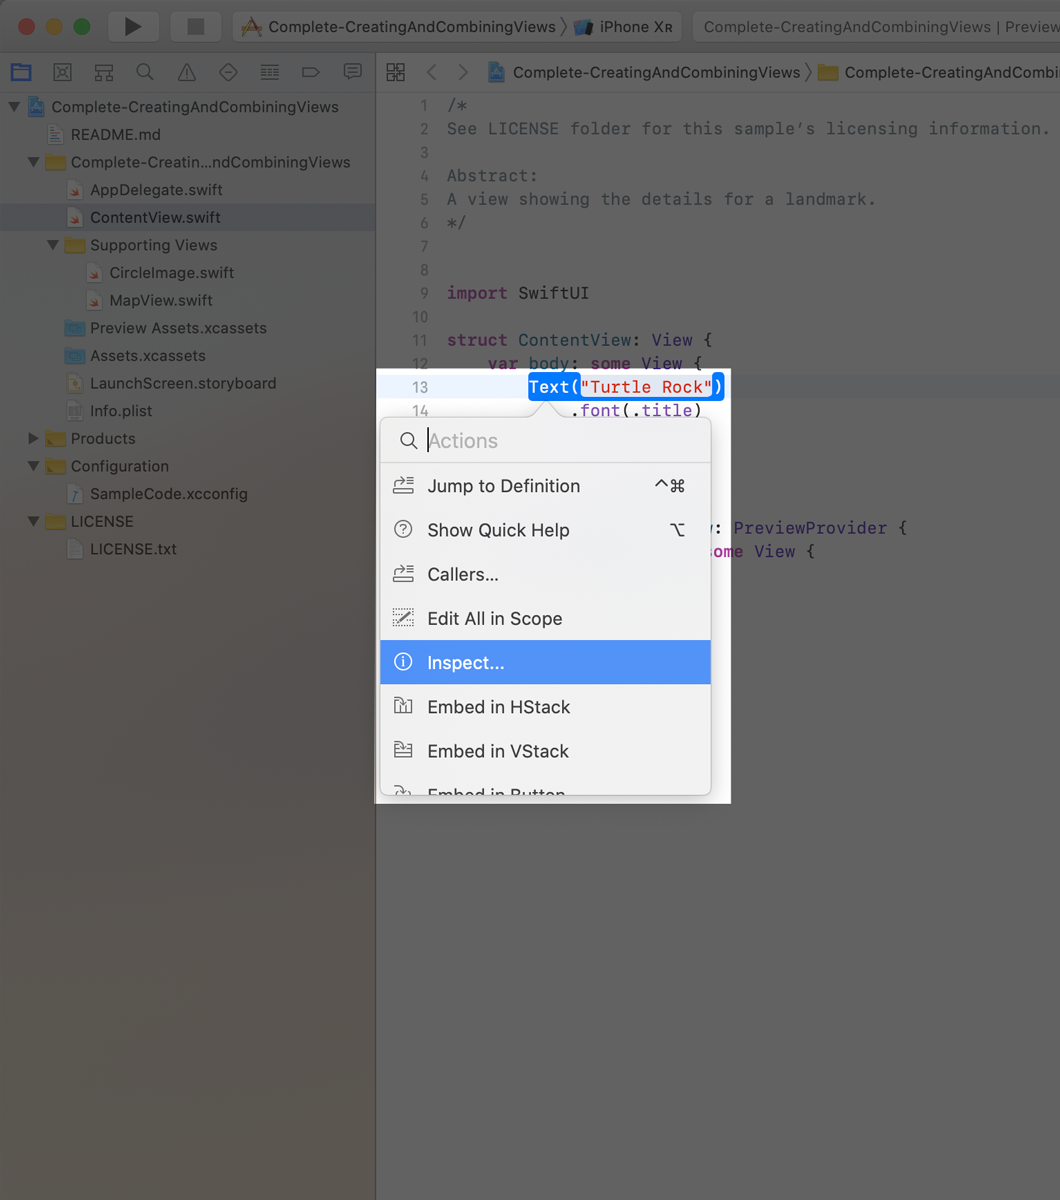 Complete-CreatingAndCombiningViews 〉 iPhone XR
Complete-CreatingAndCombiningViews | Preview
Complete-CreatingAndCombiningViews 〉 Complete-CreatingAndCombi
Complete-CreatingAndCombiningViews
README.md
Complete-Creatin...ndCombiningViews
AppDelegate.swift
ContentView.swift
Supporting Views
CircleImage.swift
MapView.swift
Preview Assets.xcassets
Assets.xcassets
LaunchScreen.storyboard
Info.plist
Products
Configuration
SampleCode.xcconfig
LICENSE
LICENSE.txt
1 /*
2 See LICENSE folder for this sample’s licensing information.
3
4 Abstract:
5 A view showing the details for a landmark.
6 */
7
8
9 import SwiftUI
10
11 struct ContentView: View {
12 var body: some View {
13 Text("Turtle Rock")
14 .font(.title)
: PreviewProvider {
some View {
Actions
Jump to Definition ^⌘
Show Quick Help ⌥
Callers...
Edit All in Scope
Inspect...
Embed in HStack
Embed in VStack
Embed in Button